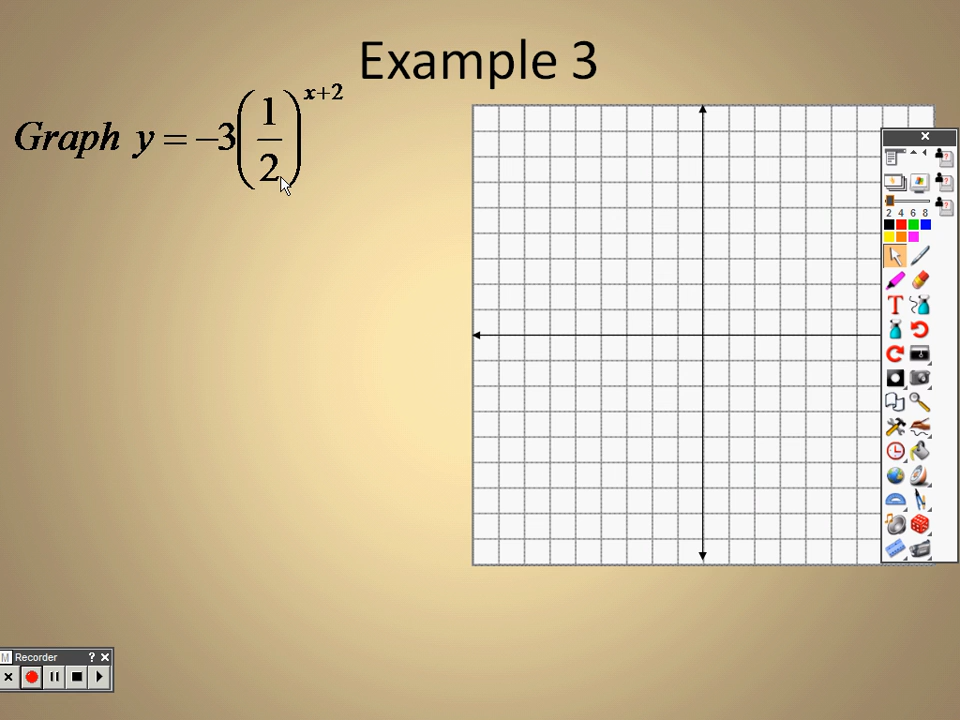 Example 3
Graph y = −3(1/2)^{x+2}
2 4 6 8
T
M Recorder ? ×